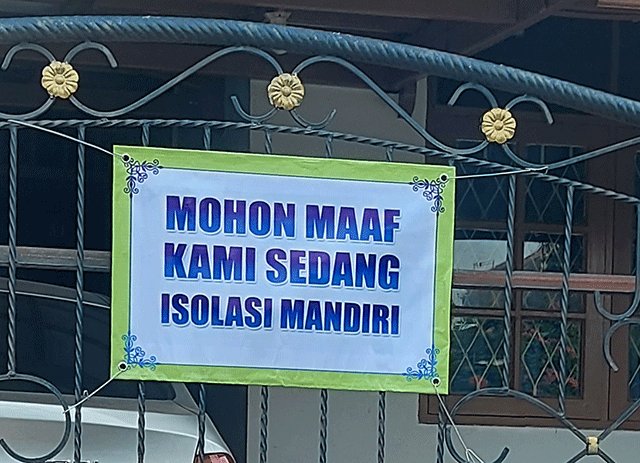 MOHON MAAF
KAMI SEDANG
ISOLASI MANDIRI